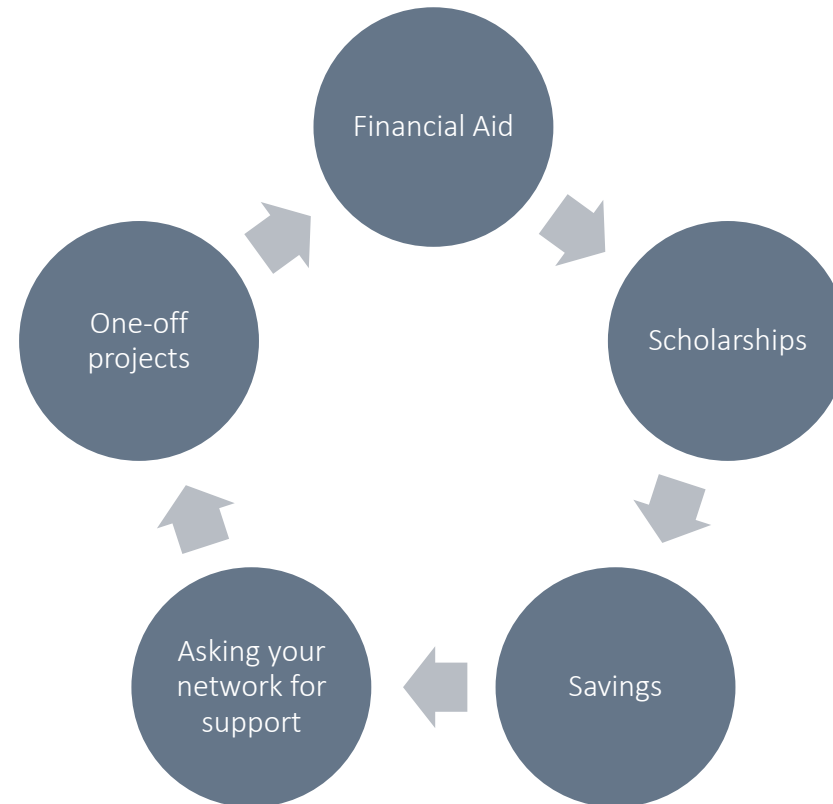 Financial Aid
Scholarships
Savings
Asking your
network for
support
One-off
projects